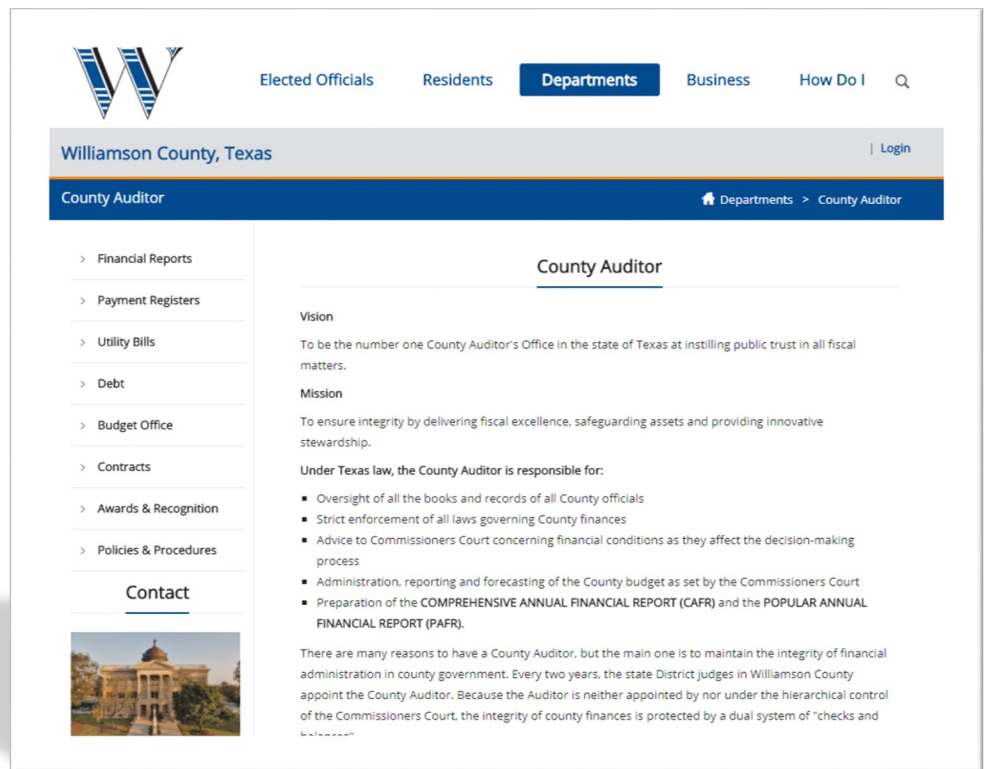 Elected Officials Residents Departments Business How Do I
Williamson County, Texas
| Login
County Auditor
Departments > County Auditor
> Financial Reports
> Payment Registers
> Utility Bills
> Debt
> Budget Office
> Contracts
> Awards & Recognition
> Policies & Procedures
Contact
County Auditor
Vision
To be the number one County Auditor's Office in the state of Texas at instilling public trust in all fiscal
matters.
Mission
To ensure integrity by delivering fiscal excellence, safeguarding assets and providing innovative
stewardship.
Under Texas law, the County Auditor is responsible for:
▪ Oversight of all the books and records of all County officials
▪ Strict enforcement of all laws governing County finances
▪ Advice to Commissioners Court concerning financial conditions as they affect the decision-making
process
▪ Administration, reporting and forecasting of the County budget as set by the Commissioners Court
▪ Preparation of the COMPREHENSIVE ANNUAL FINANCIAL REPORT (CAFR) and the POPULAR ANNUAL
FINANCIAL REPORT (PAFR).
There are many reasons to have a County Auditor, but the main one is to maintain the integrity of financial
administration in county government. Every two years, the state District judges in Williamson County
appoint the County Auditor. Because the Auditor is neither appointed by nor under the hierarchical control
of the Commissioners Court, the integrity of county finances is protected by a dual system of "checks and